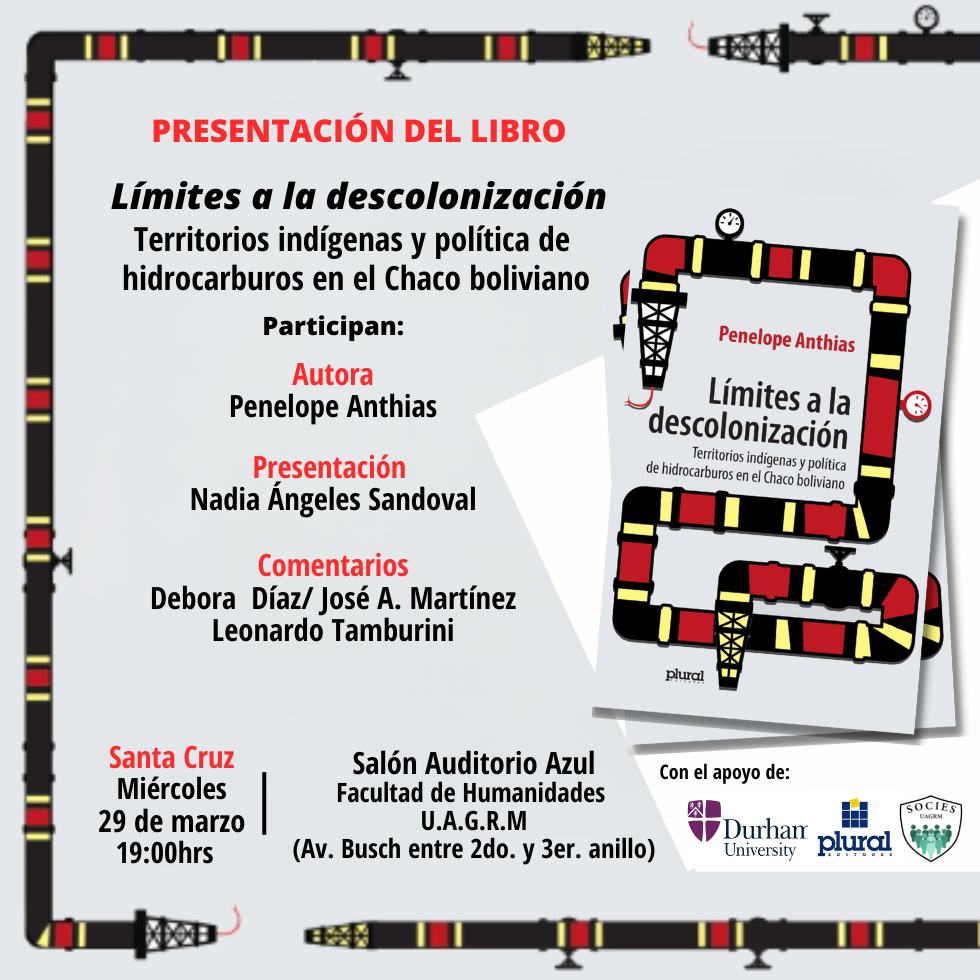 PRESENTACIÓN DEL LIBRO
Límites a la descolonización
Territorios indígenas y política de
hidrocarburos en el Chaco boliviano
Participan:
Autora
Penelope Anthias
Presentación
Nadia Ángeles Sandoval
Comentarios
Debora Díaz/ José A. Martínez
Leonardo Tamburini
Penelope Anthias
Límites a la
descolonización
Territorios indígenas y política
de hidrocarburos en el Chaco boliviano
plural
EDITORES
Santa Cruz
Miércoles
29 de marzo
19:00hrs
Salón Auditorio Azul
Facultad de Humanidades
U.A.G.R.M
(Av. Busch entre 2do. y 3er. anillo)
Con el apoyo de:
Durham
University
plural
EDITORES
SOCIES
UAGRM